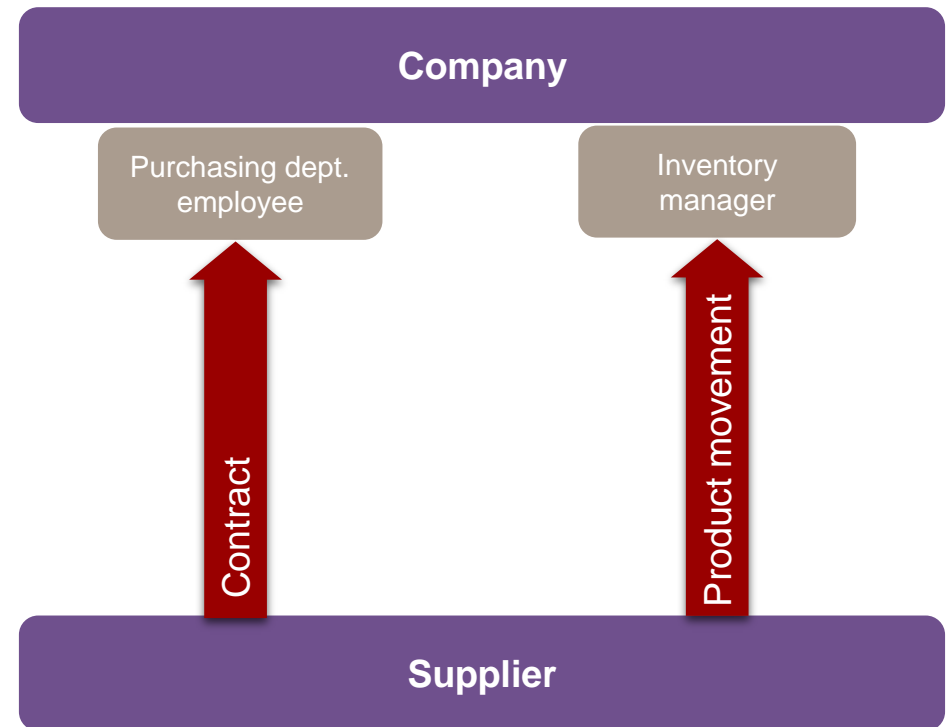 Company
Purchasing dept.
employee
Inventory
manager
Contract
Product movement
Supplier